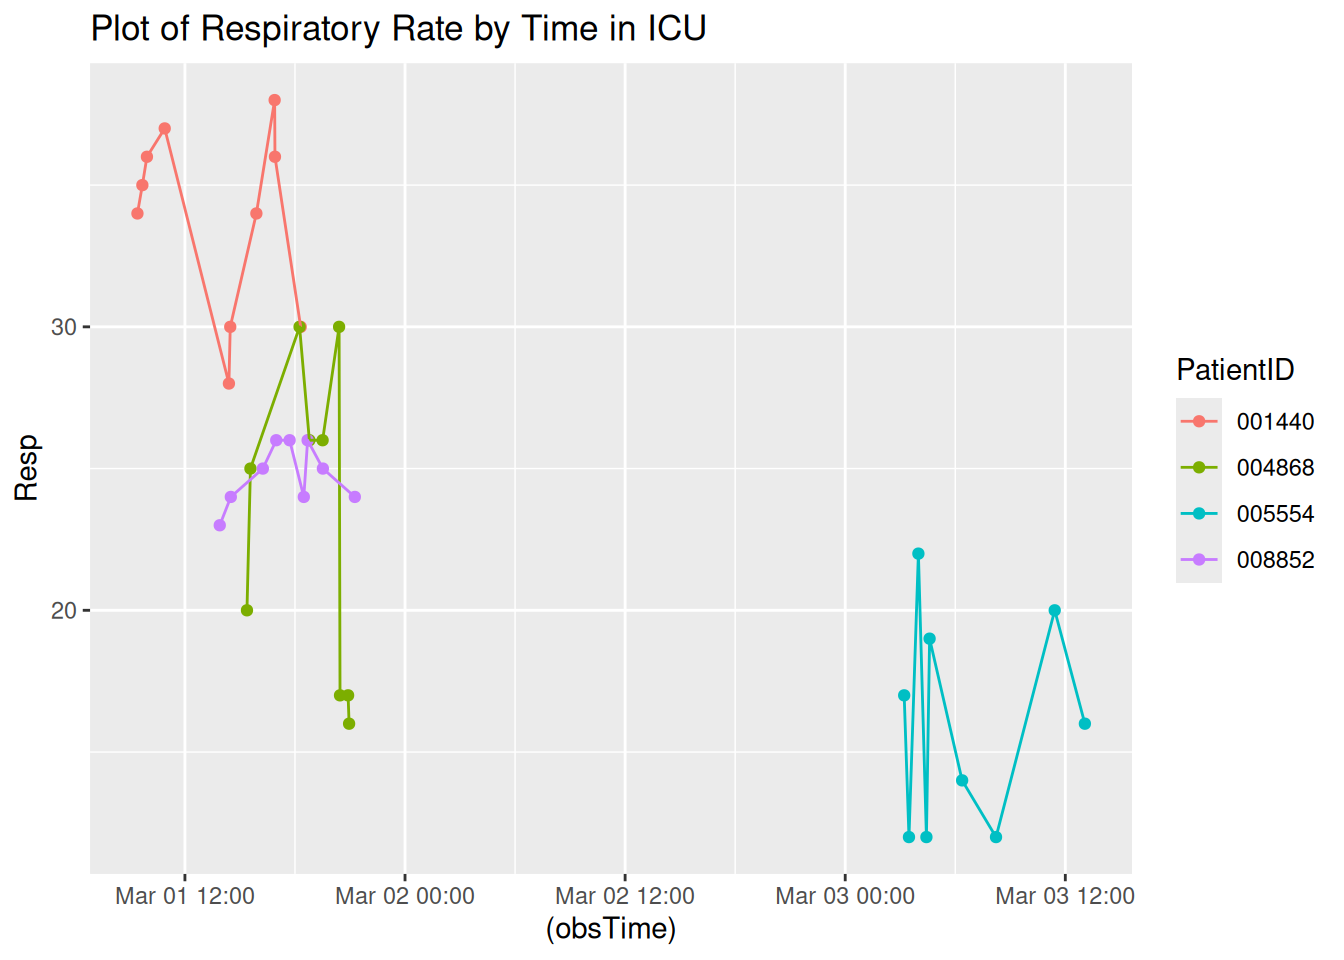 Plot of Respiratory Rate by Time in ICU
Resp
30
20
Mar 01 12:00
Mar 02 00:00
Mar 02 12:00
Mar 03 00:00
Mar 03 12:00
(obsTime)
PatientID
001440
004868
005554
008852